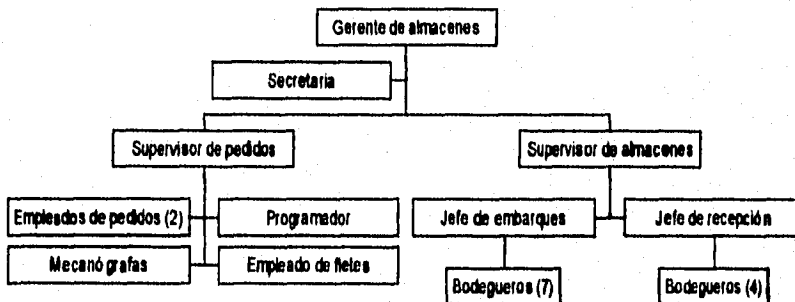 Gerente de almacenes
Secretaria
Supervisor de pedidos
Supervisor de almacenes
Empleados de pedidos (2)
Programador
Jefe de embarques
Jefe de recepción
Mecanógrafas
Empleado de fletes
Bodegueros (7)
Bodegueros (4)